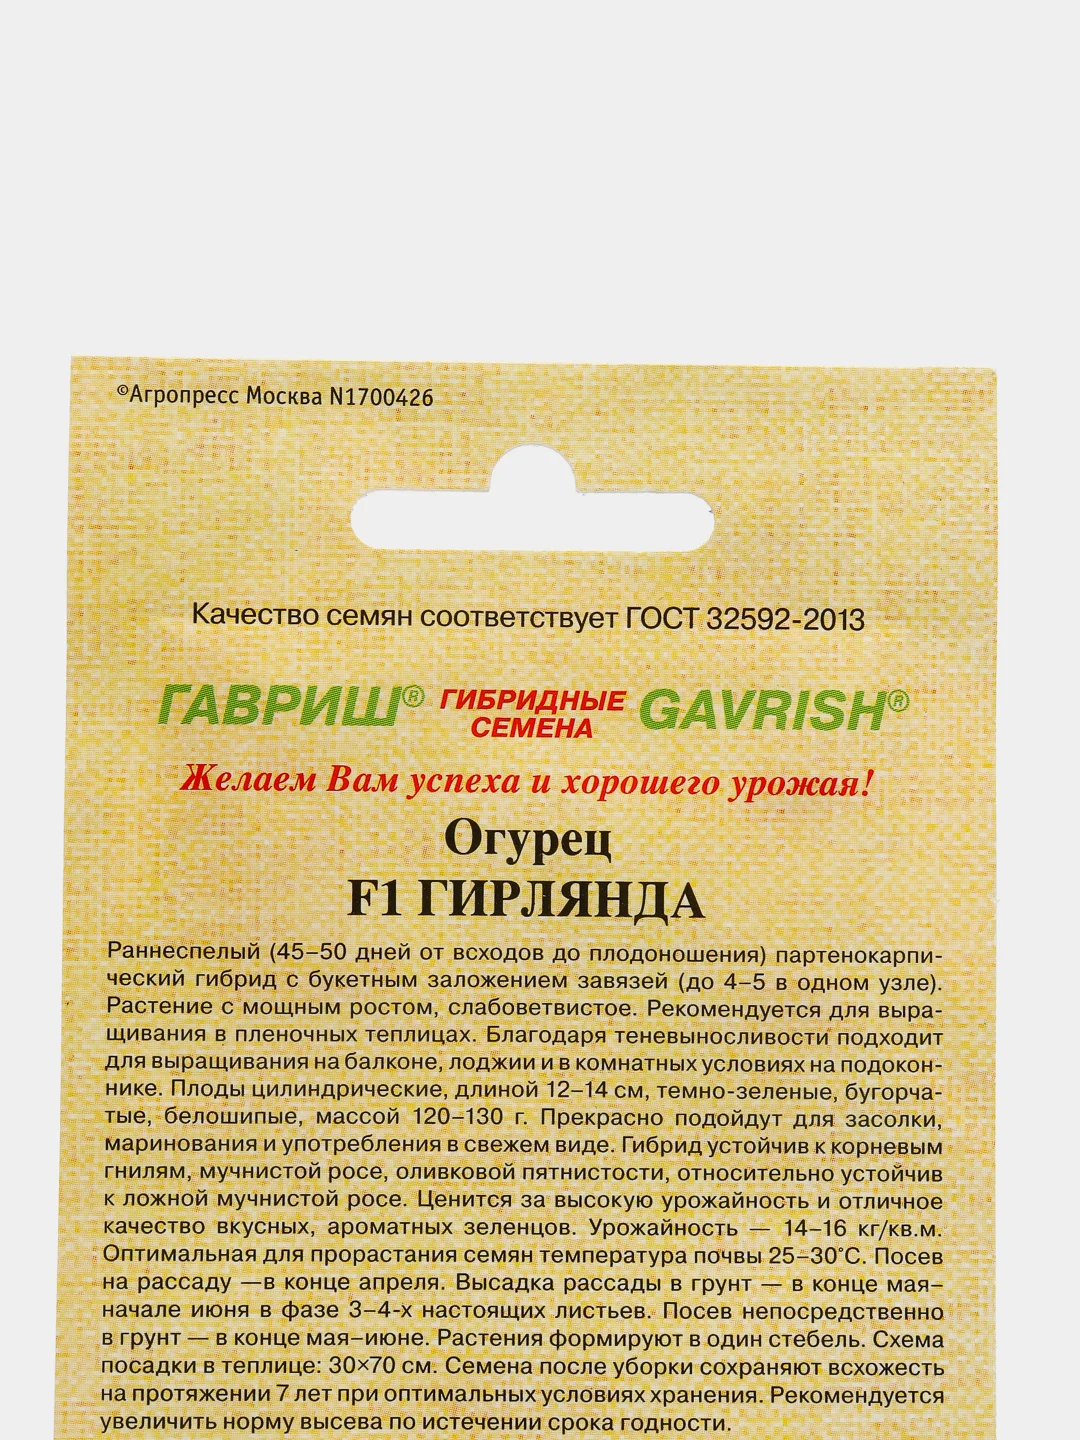 ©Агропресс Москва N1700426
Качество семян соответствует ГОСТ 32592-2013
ГАВРИШ® ГИБРИДНЫЕ СЕМЕНА GAVRISH®
Желаем Вам успеха и хорошего урожая!
Огурец
F1 ГИРЛЯНДА
Раннеспелый (45–50 дней от всходов до плодоношения) партенокарпи-
ческий гибрид с букетным заложением завязей (до 4–5 в одном узле).
Растение с мощным ростом, слабоветвистое. Рекомендуется для выра-
щивания в пленочных теплицах. Благодаря теневыносливости подходит
для выращивания на балконе, лоджии и в комнатных условиях на подокон-
нике. Плоды цилиндрические, длиной 12–14 см, темно-зеленые, бугорча-
тые, белошипые, массой 120–130 г. Прекрасно подойдут для засолки,
маринования и употребления в свежем виде. Гибрид устойчив к корневым
гнилям, мучнистой росе, оливковой пятнистости, относительно устойчив
к ложной мучнистой росе. Ценится за высокую урожайность и отличное
качество вкусных, ароматных зеленцов. Урожайность — 14–16 кг/кв.м.
Оптимальная для прорастания семян температура почвы 25–30°С. Посев
на рассаду —в конце апреля. Высадка рассады в грунт — в конце мая–
начале июня в фазе 3–4-х настоящих листьев. Посев непосредственно
в грунт — в конце мая–июне. Растения формируют в один стебель. Схема
посадки в теплице: 30×70 см. Семена после уборки сохраняют всхожесть
на протяжении 7 лет при оптимальных условиях хранения. Рекомендуется
увеличить норму высева по истечении срока годности.